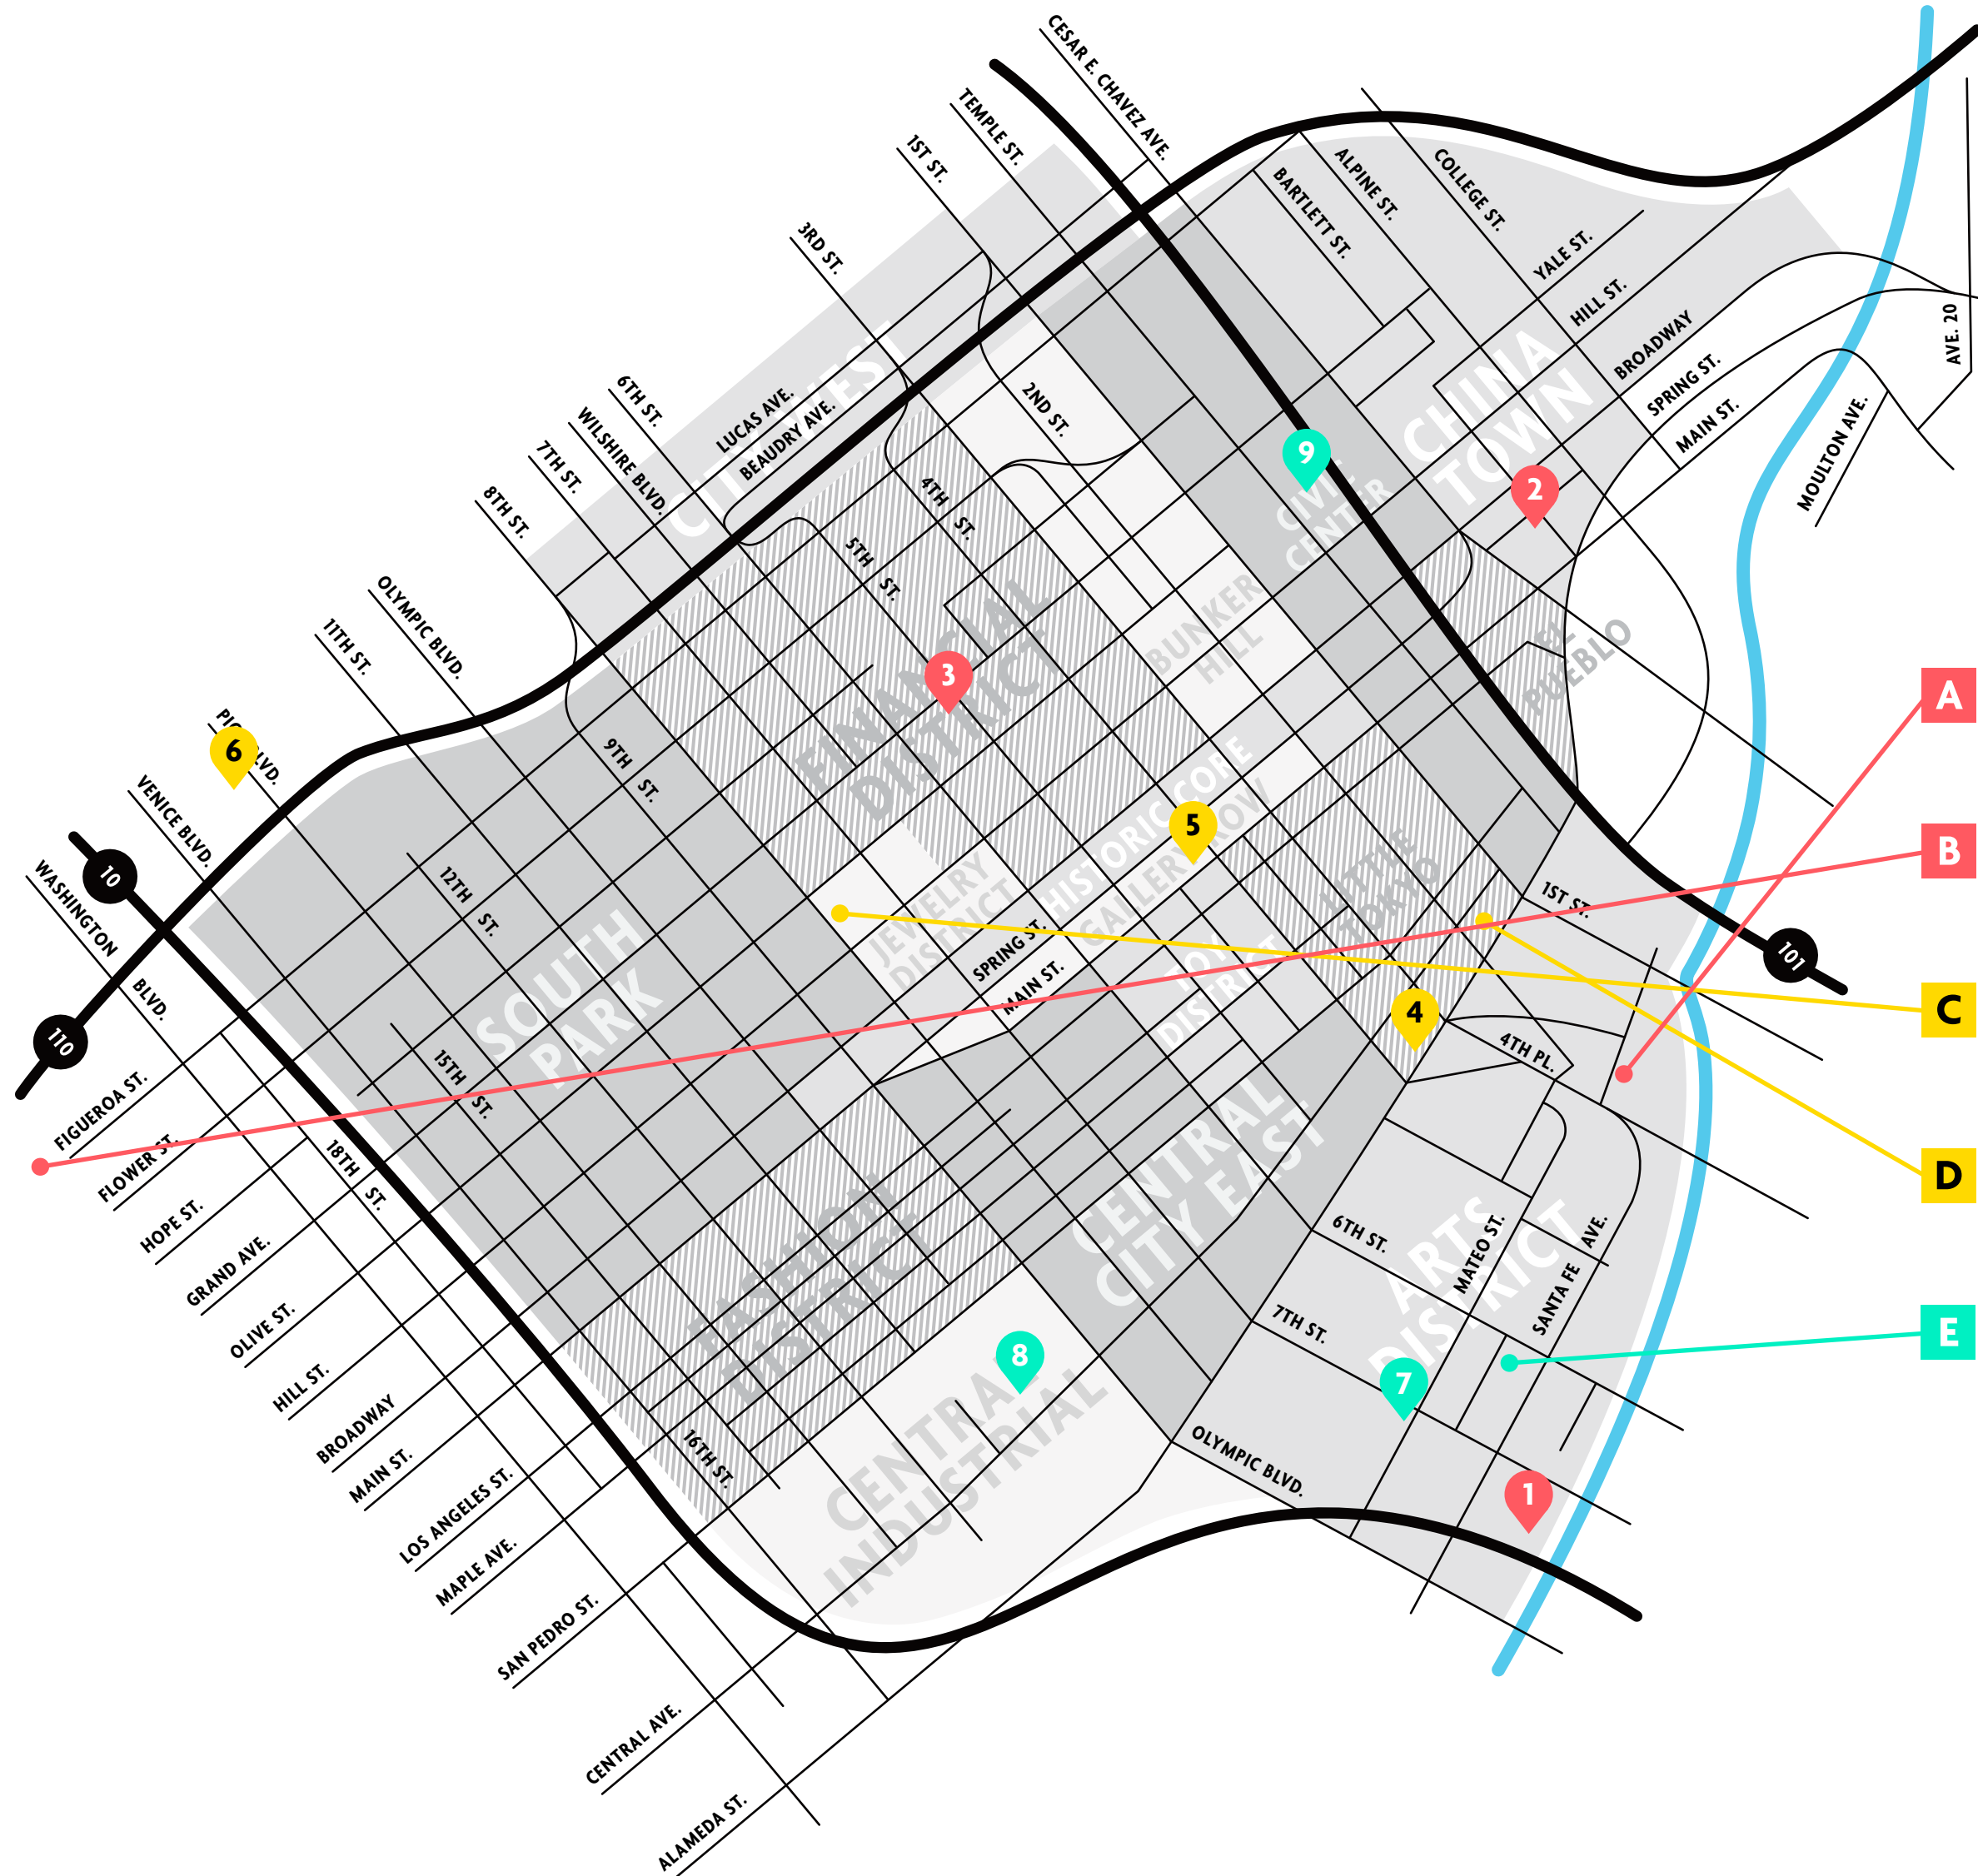 CESAR E. CHAVEZ AVE.
TEMPLE ST.
1ST ST.
3RD ST.
BARTLETT ST.
ALPINE ST.
COLLEGE ST.
YALE ST.
HILL ST.
BROADWAY
SPRING ST.
MAIN ST.
AVE. 20
MOULTON AVE.
CHINA
TOWN
2
9
CIVIC
CENTER
2ND ST.
LUCAS AVE.
BEAUDRY AVE.
CITY WEST
6TH ST.
WILSHIRE BLVD.
7TH ST.
8TH ST.
4TH ST.
5TH ST.
OLYMPIC BLVD.
11TH ST.
PICO BLVD.
6
VENICE BLVD.
WASHINGTON BLVD.
10
110
9TH ST.
12TH ST.
15TH ST.
18TH ST.
16TH ST.
FINANCIAL
DISTRICT
3
BUNKER
HILL
EL
PUEBLO
A
B
C
D
E
HISTORIC CORE
GALLERY ROW
5
JEWELRY
DISTRICT
LITTLE
TOKYO
SPRING ST.
MAIN ST.
TOY
DISTRICT
SOUTH
PARK
1ST ST.
101
4
4TH PL.
FIGUEROA ST.
FLOWER ST.
HOPE ST.
GRAND AVE.
OLIVE ST.
HILL ST.
BROADWAY
MAIN ST.
LOS ANGELES ST.
MAPLE AVE.
SAN PEDRO ST.
CENTRAL AVE.
ALAMEDA ST.
FASHION
DISTRICT
CENTRAL
CITY EAST
ARTS
DISTRICT
6TH ST.
7TH ST.
MATEO ST.
SANTA FE AVE.
OLYMPIC BLVD.
7
8
1
CENTRAL
INDUSTRIAL